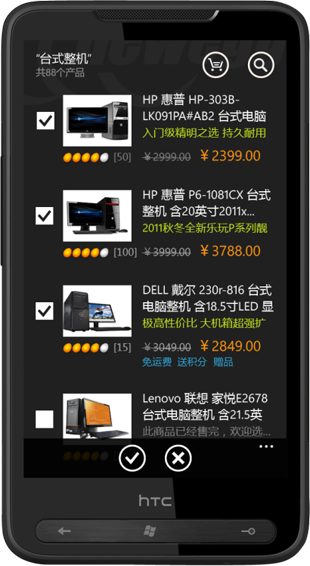 “台式整机”
共88个产品
HP 惠普 HP-303B-
LK091PA#AB2 台式电脑
入门级精明之选 持久耐用
[50] ￥2999.00 ￥2399.00
HP 惠普 P6-1081CX 台式
整机 含20英寸2011x...
2011秋冬全新乐玩P系列靓
[100] ￥3999.00 ￥3788.00
DELL 戴尔 230r-816 台式
电脑整机 含18.5寸LED 显
极高性价比 大机箱超强扩
[15] ￥3049.00 ￥2849.00
免运费 送积分 赠品
Lenovo 联想 家悦E2678
台式电脑整机 含21.5英
此商品已经售完，欢迎选...
hTC